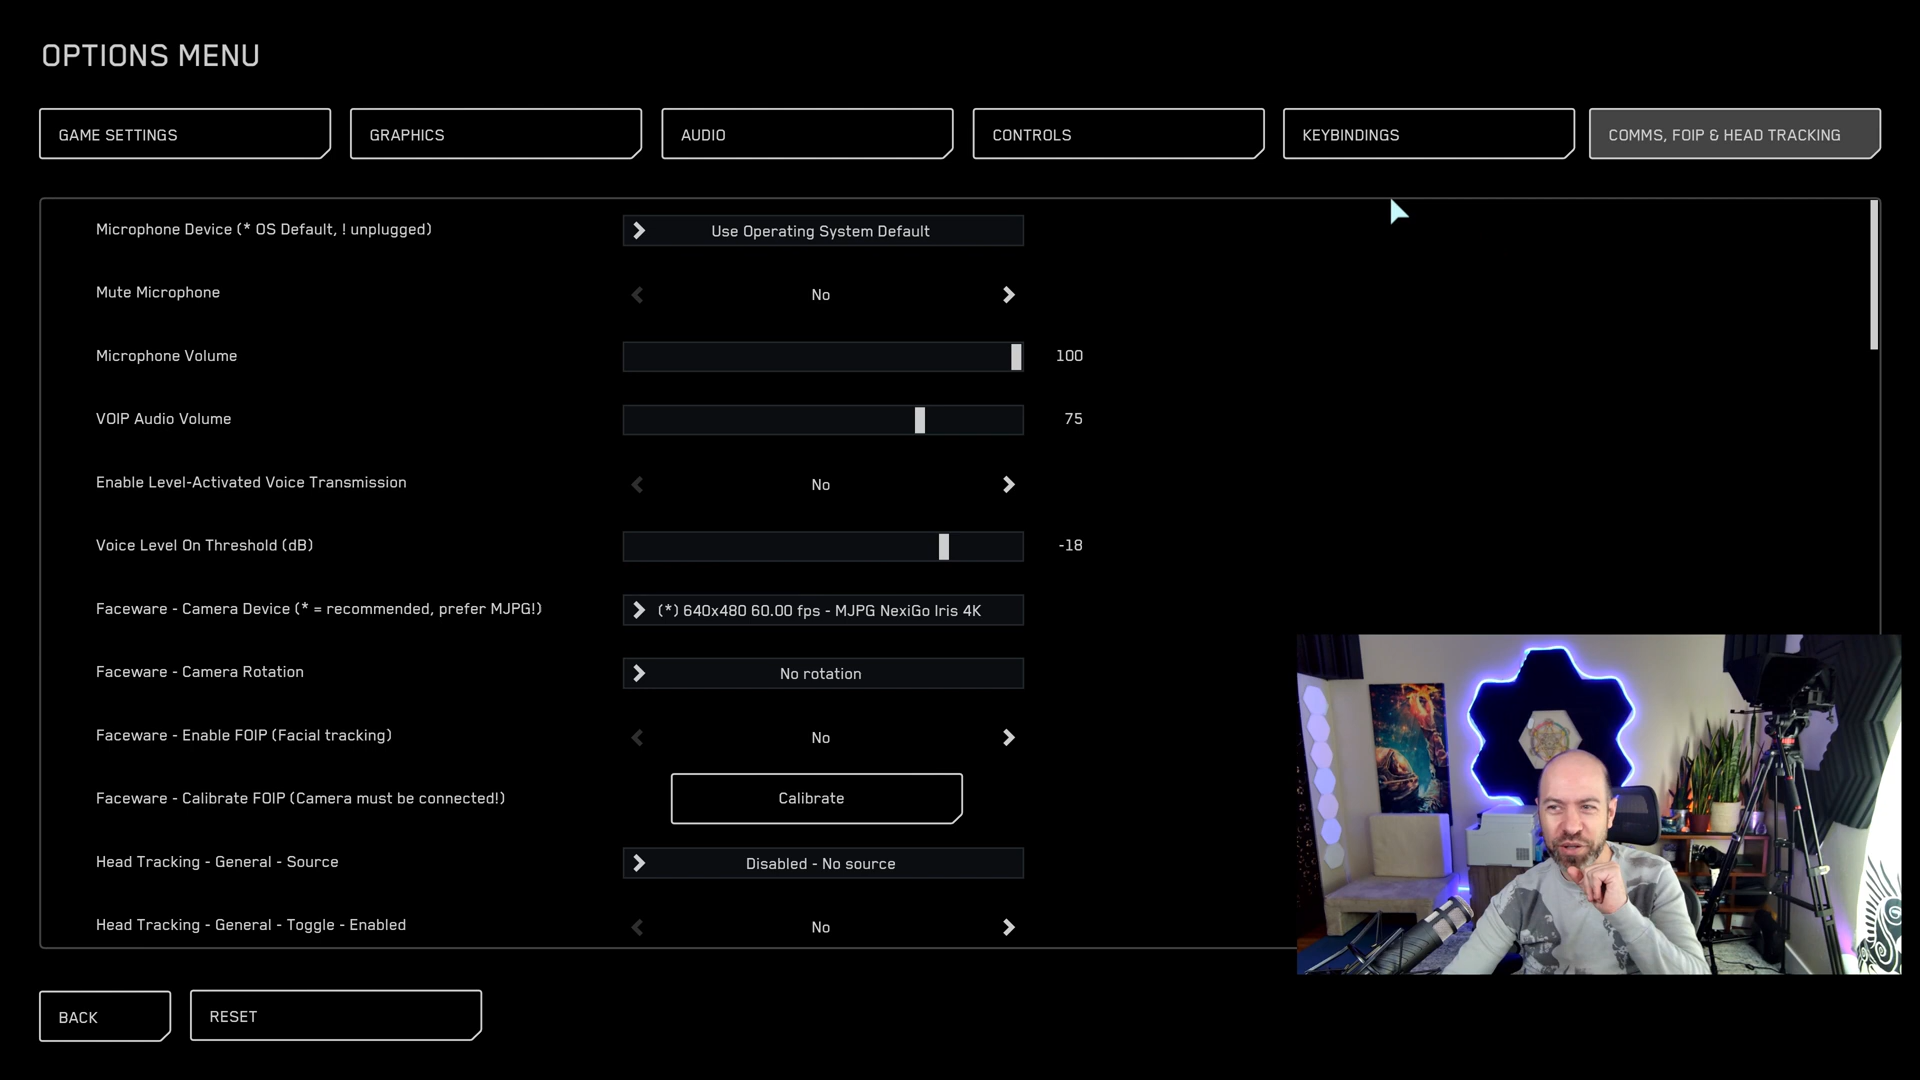 OPTIONS MENU
GAME SETTINGS
GRAPHICS
AUDIO
CONTROLS
KEYBINDINGS
COMMS, FOIP & HEAD TRACKING
Microphone Device (* OS Default, ! unplugged)
Use Operating System Default
Mute Microphone
No
Microphone Volume
100
VOIP Audio Volume
75
Enable Level-Activated Voice Transmission
No
Voice Level On Threshold (dB)
-18
Faceware - Camera Device (* = recommended, prefer MJPG!)
(*) 640x480 60.00 fps - MJPG NexiGo Iris 4K
Faceware - Camera Rotation
No rotation
Faceware - Enable FOIP (Facial tracking)
No
Faceware - Calibrate FOIP (Camera must be connected!)
Calibrate
Head Tracking - General - Source
Disabled - No source
Head Tracking - General - Toggle - Enabled
No
BACK
RESET